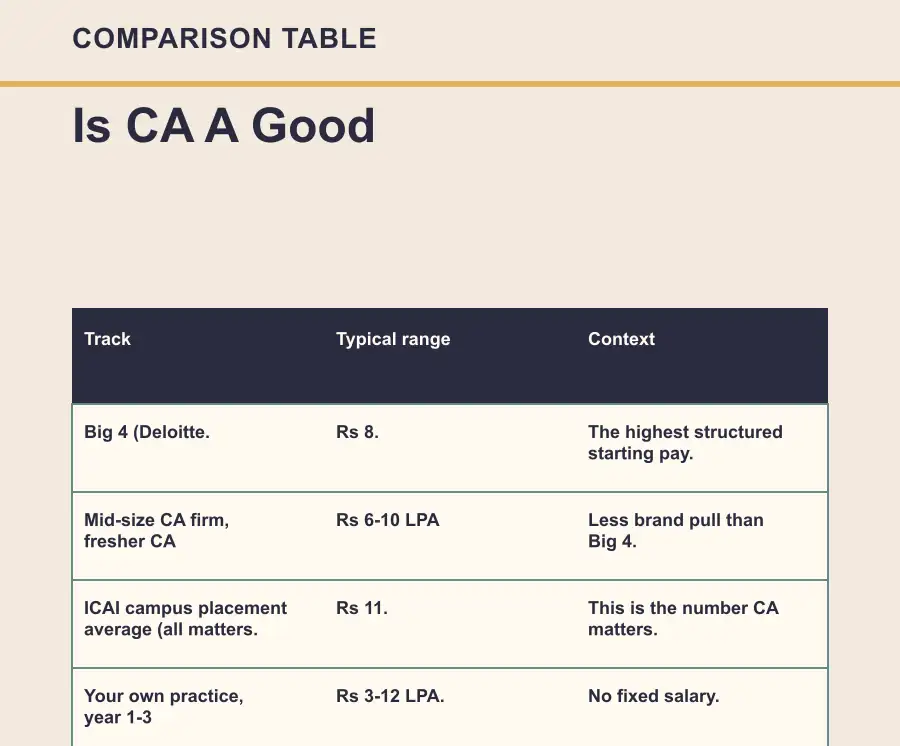 COMPARISON TABLE
Is CA A Good
Track
Typical range
Context
Big 4 (Deloitte.
Rs 8.
The highest structured
starting pay.
Mid-size CA firm,
fresher CA
Rs 6-10 LPA
Less brand pull than
Big 4.
ICAI campus placement
average (all matters.
Rs 11.
This is the number CA
matters.
Your own practice,
year 1-3
Rs 3-12 LPA.
No fixed salary.